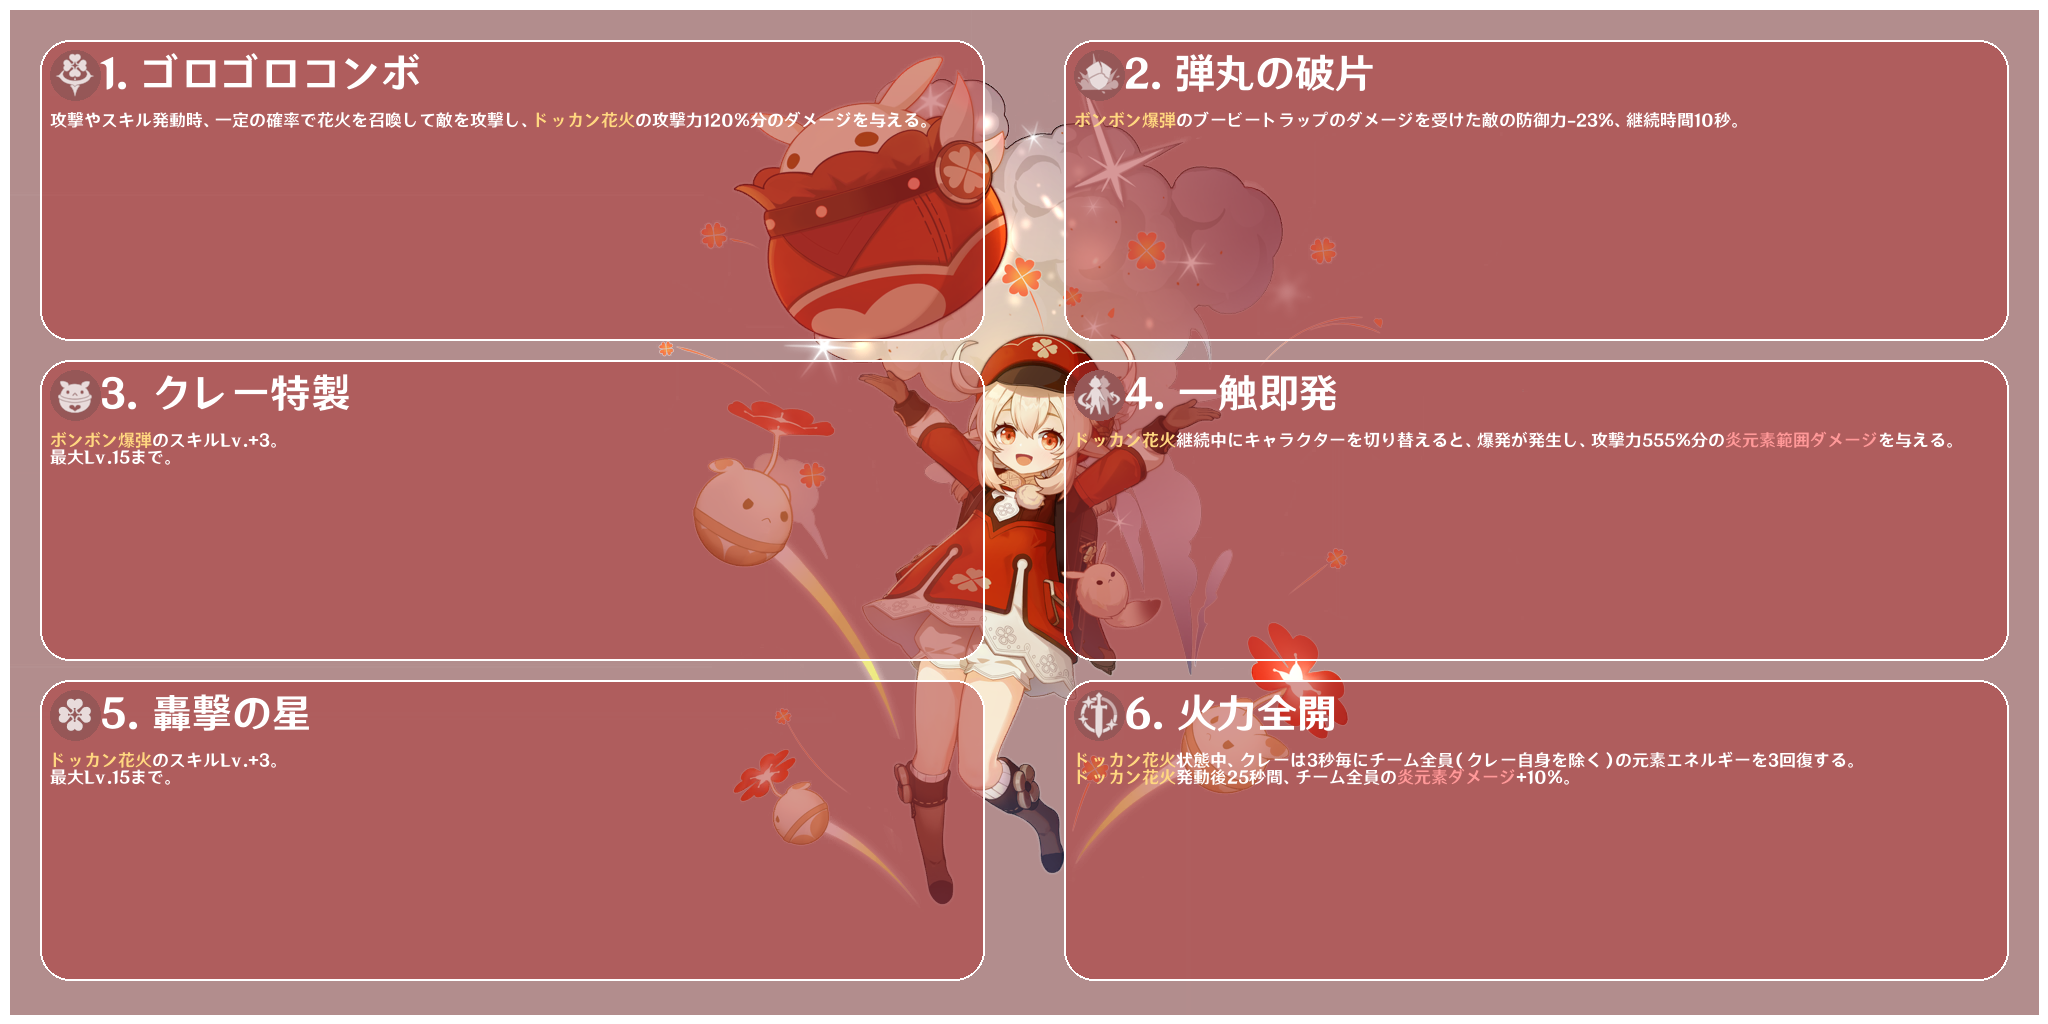 1. ゴロゴロコンボ
攻撃やスキル発動時、一定の確率で花火を召喚して敵を攻撃し、ドッカン花火の攻撃力120%分のダメージを与える。
2. 弾丸の破片
ボンボン爆弾のブービートラップのダメージを受けた敵の防御力-23%、継続時間10秒。
3. クレー特製
ボンボン爆弾のスキルLv.+3。
最大Lv.15まで。
4. 一触即発
ドッカン花火継続中にキャラクターを切り替えると、爆発が発生し、攻撃力555%分の炎元素範囲ダメージを与える。
5. 轟撃の星
ドッカン花火のスキルLv.+3。
最大Lv.15まで。
6. 火力全開
ドッカン花火状態中、クレーは3秒毎にチーム全員(クレー自身を除く)の元素エネルギーを3回復する。
ドッカン花火発動後25秒間、チーム全員の炎元素ダメージ+10%。